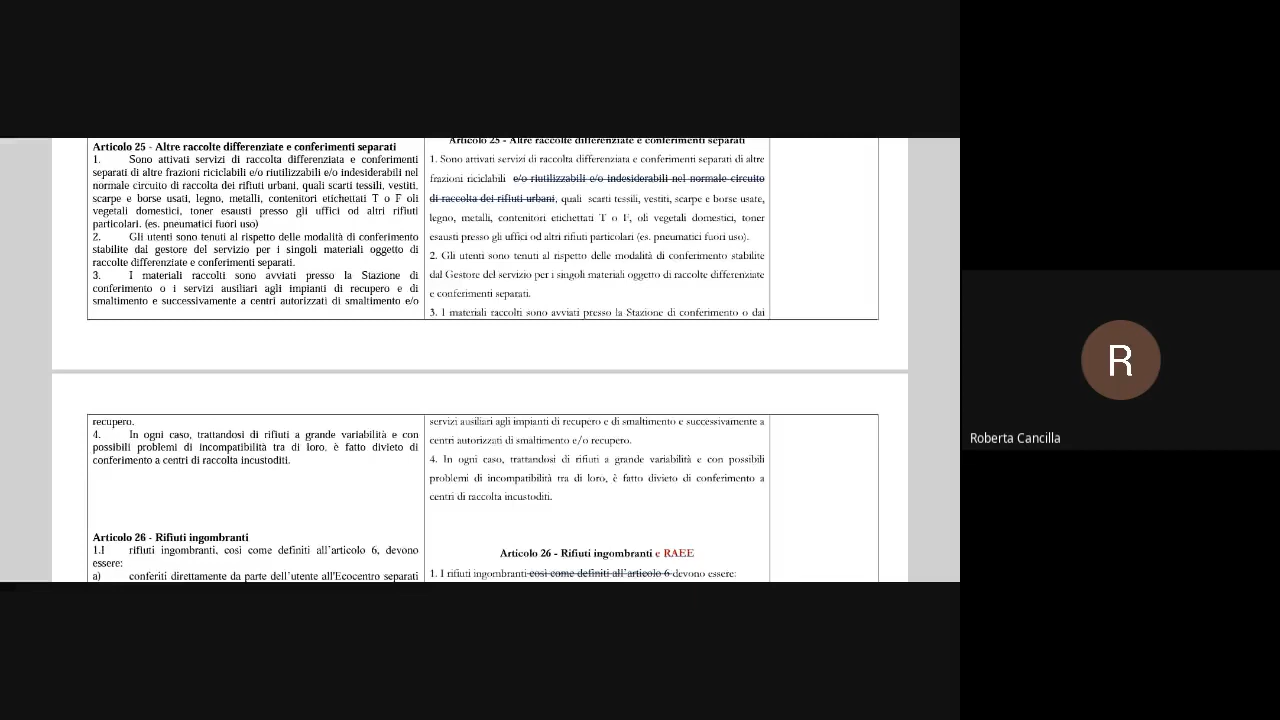 Articolo 25 - Altre raccolte differenziate e conferimenti separati
1. Sono attivati servizi di raccolta differenziata e conferimenti
separati di altre frazioni riciclabili e/o riutilizzabili e/o indesiderabili nel
normale circuito di raccolta dei rifiuti urbani, quali scarti tessili, vestiti,
scarpe e borse usati, legno, metalli, contenitori etichettati T o F oli
vegetali domestici, toner esausti presso gli uffici od altri rifiuti
particolari. (es. pneumatici fuori uso)
2. Gli utenti sono tenuti al rispetto delle modalità di conferimento
stabilite dal gestore del servizio per i singoli materiali oggetto di
raccolte differenziate e conferimenti separati.
3. I materiali raccolti sono avviati presso la Stazione di
conferimento o i servizi ausiliari agli impianti di recupero e di
smaltimento e successivamente a centri autorizzati di smaltimento e/o
Articolo 25 - Altre raccolte differenziate e conferimenti separati
1. Sono attivati servizi di raccolta differenziata e conferimenti separati di altre
frazioni riciclabili e/o riutilizzabili e/o indesiderabili nel normale circuito
di raccolta dei rifiuti urbani, quali scarti tessili, vestiti, scarpe e borse usate,
legno, metalli, contenitori etichettati T o F, oli vegetali domestici, toner
esausti presso gli uffici od altri rifiuti particolari (es. pneumatici fuori uso).
2. Gli utenti sono tenuti al rispetto delle modalità di conferimento stabilite
dal Gestore del servizio per i singoli materiali oggetto di raccolte differenziate
e conferimenti separati.
3. I materiali raccolti sono avviati presso la Stazione di conferimento o dai
recupero.
4. In ogni caso, trattandosi di rifiuti a grande variabilità e con
possibili problemi di incompatibilità tra di loro, è fatto divieto di
conferimento a centri di raccolta incustoditi.
Articolo 26 - Rifiuti ingombranti
1.I rifiuti ingombranti, così come definiti all'articolo 6, devono
essere:
a) conferiti direttamente da parte dell'utente all'Ecocentro separati
servizi ausiliari agli impianti di recupero e di smaltimento e successivamente a
centri autorizzati di smaltimento e/o recupero.
4. In ogni caso, trattandosi di rifiuti a grande variabilità e con possibili
problemi di incompatibilità tra di loro, è fatto divieto di conferimento a
centri di raccolta incustoditi.
Articolo 26 - Rifiuti ingombranti e RAEE
1. I rifiuti ingombranti così come definiti all'articolo 6 devono essere:
R
Roberta Cancilla